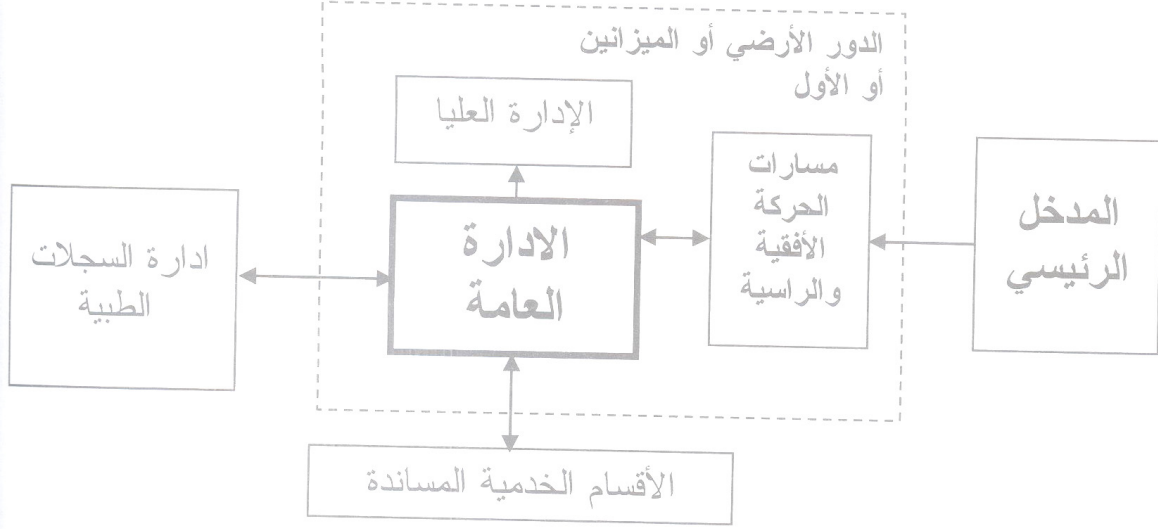 الدور الأرضي أو الميزانين
أو الأول
المدخل
الرئيسي
مسارات
الحركة
الأفقية
والراسية
الإدارة العليا
الادارة
العامة
ادارة السجلات
الطبية
الأقسام الخدمية المساندة